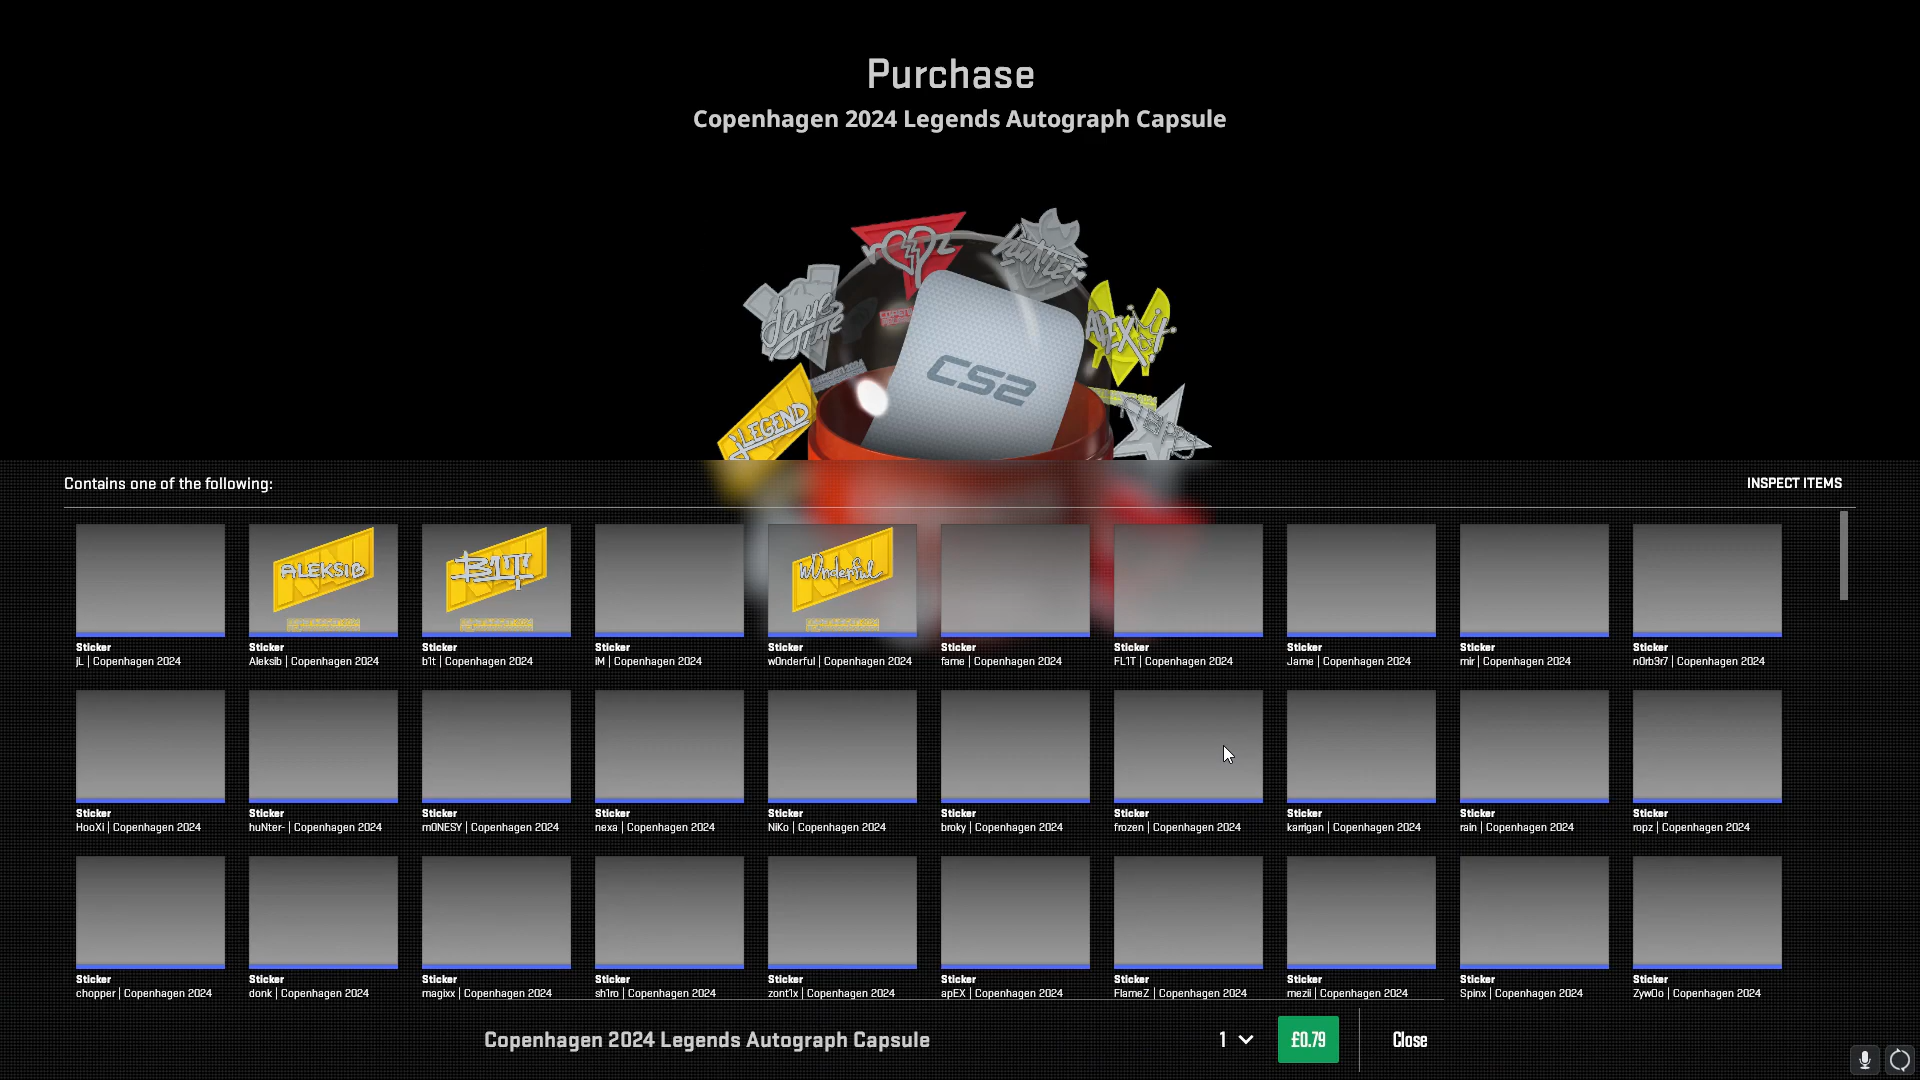 Purchase
Copenhagen 2024 Legends Autograph Capsule
Jame
TIME
APEX
CS2
LEGEND
Contains one of the following:
INSPECT ITEMS
ALEKSIB
B1T
w0nderful
Sticker
jL | Copenhagen 2024
Sticker
Aleksib | Copenhagen 2024
Sticker
b1t | Copenhagen 2024
Sticker
iM | Copenhagen 2024
Sticker
w0nderful | Copenhagen 2024
Sticker
fame | Copenhagen 2024
Sticker
FL1T | Copenhagen 2024
Sticker
Jame | Copenhagen 2024
Sticker
mir | Copenhagen 2024
Sticker
n0rb3r7 | Copenhagen 2024
Sticker
HooXi | Copenhagen 2024
Sticker
huNter- | Copenhagen 2024
Sticker
m0NESY | Copenhagen 2024
Sticker
nexa | Copenhagen 2024
Sticker
NiKo | Copenhagen 2024
Sticker
broky | Copenhagen 2024
Sticker
frozen | Copenhagen 2024
Sticker
karrigan | Copenhagen 2024
Sticker
rain | Copenhagen 2024
Sticker
ropz | Copenhagen 2024
Sticker
chopper | Copenhagen 2024
Sticker
donk | Copenhagen 2024
Sticker
magixx | Copenhagen 2024
Sticker
sh1ro | Copenhagen 2024
Sticker
zont1x | Copenhagen 2024
Sticker
apEX | Copenhagen 2024
Sticker
FlameZ | Copenhagen 2024
Sticker
mezii | Copenhagen 2024
Sticker
Spinx | Copenhagen 2024
Sticker
ZywOo | Copenhagen 2024
Copenhagen 2024 Legends Autograph Capsule
1
£0.79
Close